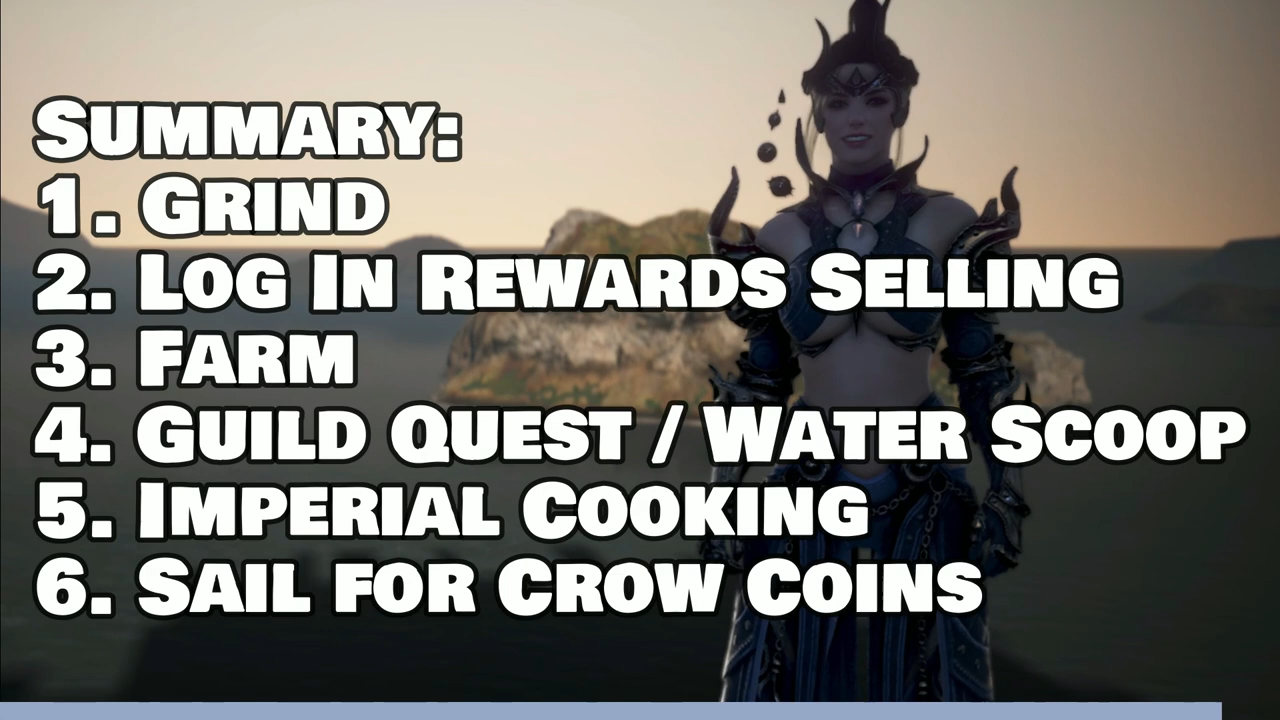 Summary:
1. Grind
2. Log In Rewards Selling
3. Farm
4. Guild Quest / Water Scoop
5. Imperial Cooking
6. Sail for Crow Coins